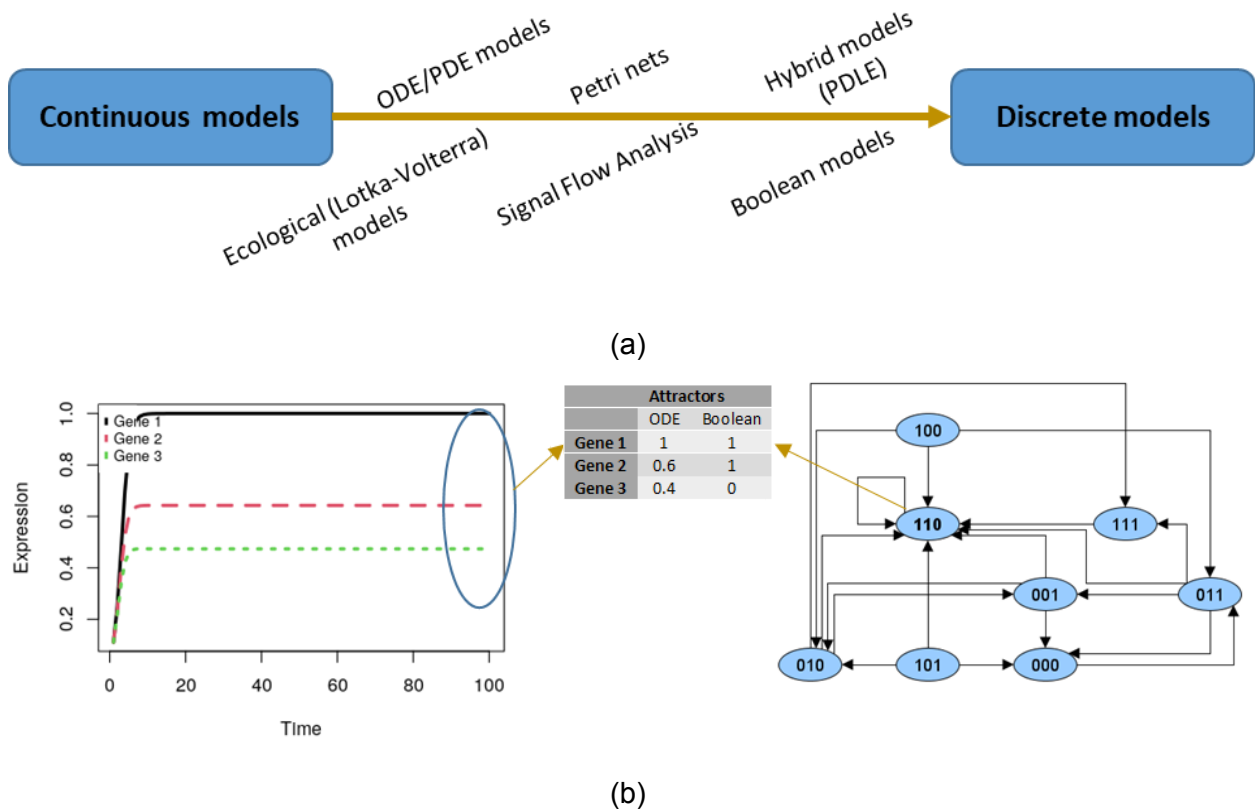 Continuous models
ODE/PDE models
Petri nets
Hybrid models
(PDLE)
Discrete models
Ecological (Lotka-Volterra)
models
Signal Flow Analysis
Boolean models
(a)
Expression
1.0
0.8
0.6
0.4
0.2
Gene 1
Gene 2
Gene 3
0 20 40 60 80 100
Time
Attractors
ODE Boolean
Gene 1 1 1
Gene 2 0.6 1
Gene 3 0.4 0
100
110 111
001 011
010 101 000
(b)